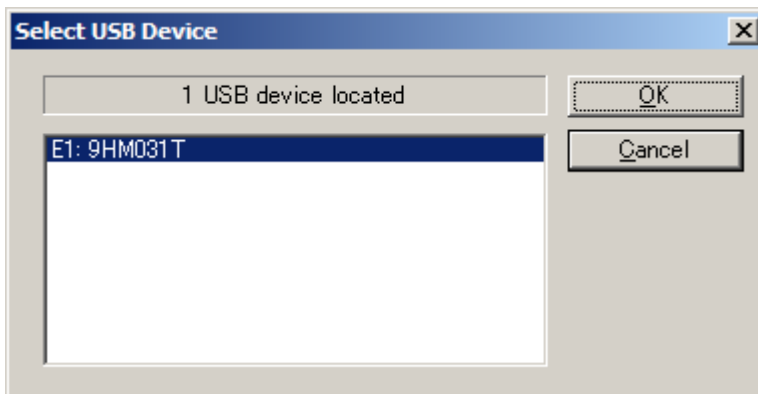 Select USB Device
1 USB device located
OK
E1: 9HM031T
Cancel